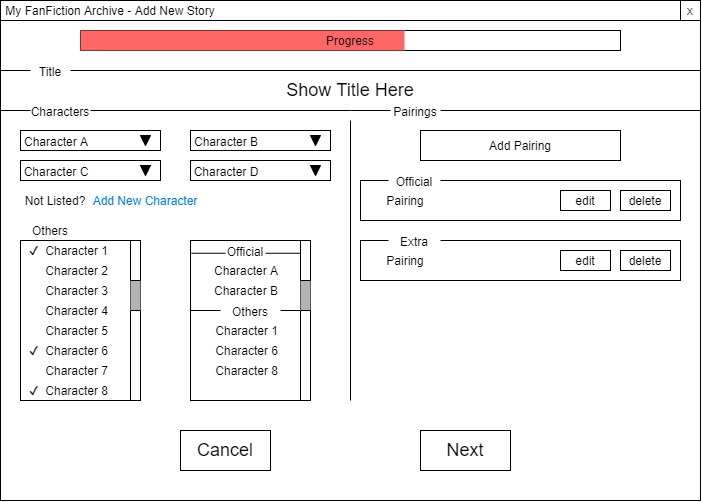 My FanFiction Archive - Add New Story x
Progress
Title
Show Title Here
Characters
Character A
Character B
Character C
Character D
Not Listed? Add New Character
Others
✓ Character 1
Character 2
Character 3
Character 4
Character 5
✓ Character 6
Character 7
✓ Character 8
Official
Character A
Character B
Others
Character 1
Character 6
Character 8
Pairings
Add Pairing
Official
Pairing edit delete
Extra
Pairing edit delete
Cancel
Next